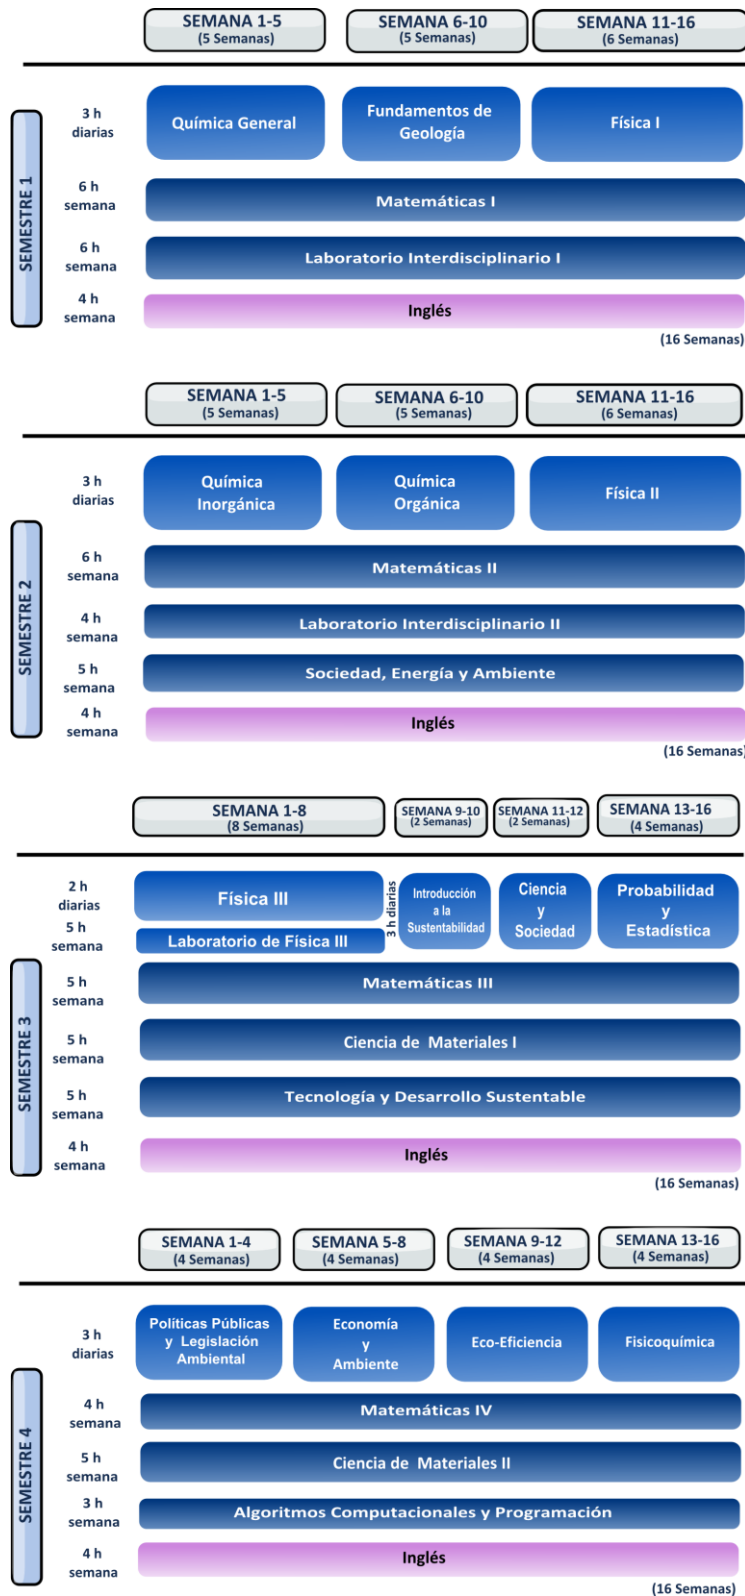 SEMANA 1-5
(5 Semanas)
SEMANA 6-10
(5 Semanas)
SEMANA 11-16
(6 Semanas)
SEMESTRE 1
3 h
diarias
Química General
Fundamentos de
Geología
Física I
6 h
semana
Matemáticas I
6 h
semana
Laboratorio Interdisciplinario I
4 h
semana
Inglés
(16 Semanas)
SEMANA 1-5
(5 Semanas)
SEMANA 6-10
(5 Semanas)
SEMANA 11-16
(6 Semanas)
SEMESTRE 2
3 h
diarias
Química
Inorgánica
Química
Orgánica
Física II
6 h
semana
Matemáticas II
4 h
semana
Laboratorio Interdisciplinario II
5 h
semana
Sociedad, Energía y Ambiente
4 h
semana
Inglés
(16 Semanas)
SEMANA 1-8
(8 Semanas)
SEMANA 9-10
(2 Semanas)
SEMANA 11-12
(2 Semanas)
SEMANA 13-16
(4 Semanas)
SEMESTRE 3
2 h
diarias
Física III
5 h
semana
Laboratorio de Física III
3 h diarias
Introducción
a la
Sustentabilidad
Ciencia
y
Sociedad
Probabilidad
y
Estadística
5 h
semana
Matemáticas III
5 h
semana
Ciencia de Materiales I
5 h
semana
Tecnología y Desarrollo Sustentable
4 h
semana
Inglés
(16 Semanas)
SEMANA 1-4
(4 Semanas)
SEMANA 5-8
(4 Semanas)
SEMANA 9-12
(4 Semanas)
SEMANA 13-16
(4 Semanas)
SEMESTRE 4
3 h
diarias
Políticas Públicas
y Legislación
Ambiental
Economía
y
Ambiente
Eco-Eficiencia
Fisicoquímica
4 h
semana
Matemáticas IV
5 h
semana
Ciencia de Materiales II
3 h
semana
Algoritmos Computacionales y Programación
4 h
semana
Inglés
(16 Semanas)